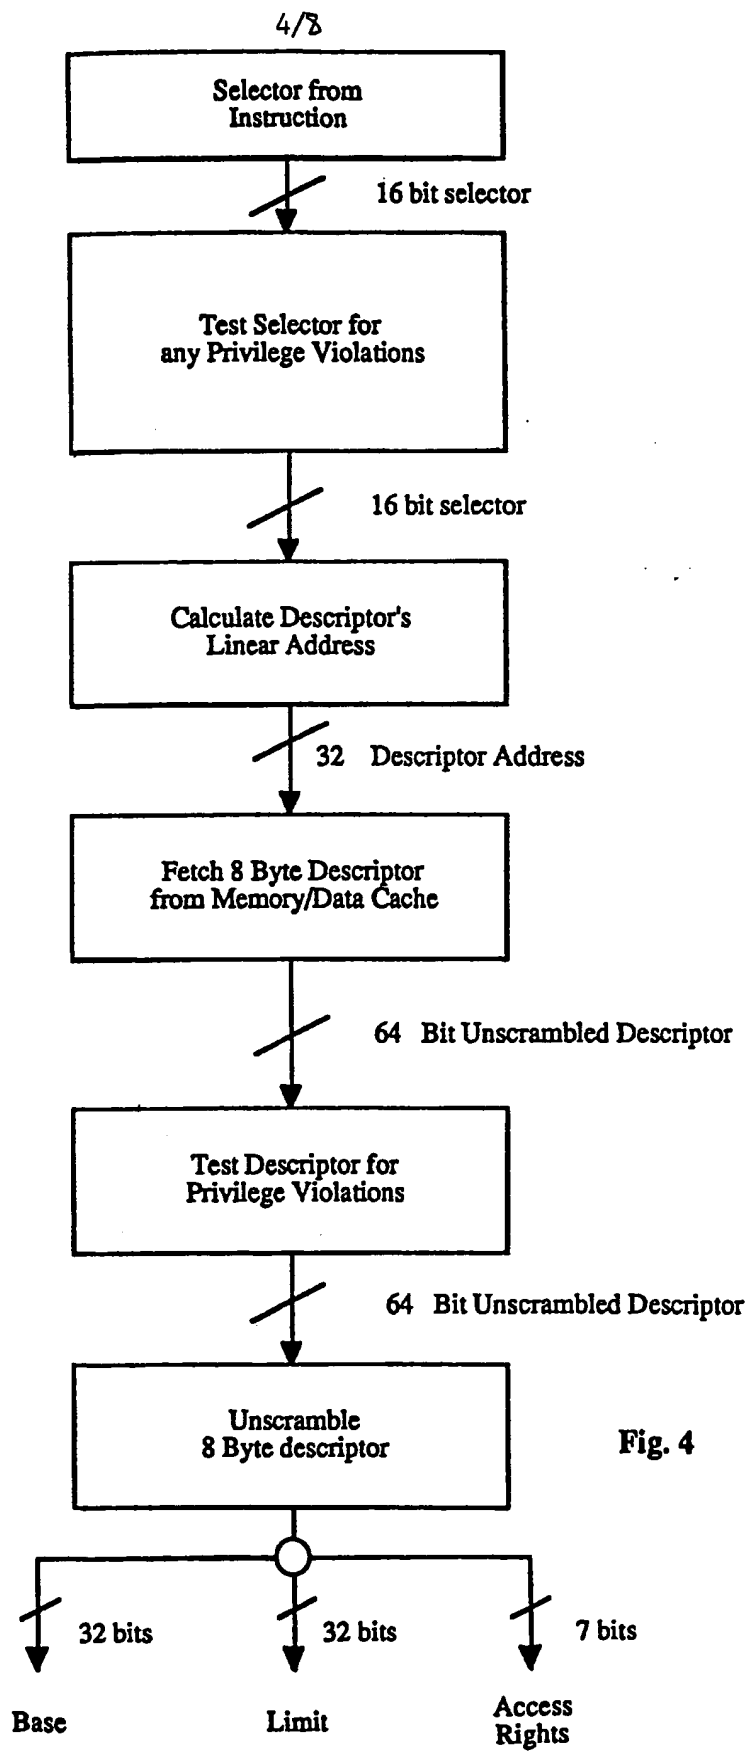 4/8
Selector from
Instruction
16 bit selector
Test Selector for
any Privilege Violations
16 bit selector
Calculate Descriptor's
Linear Address
32 Descriptor Address
Fetch 8 Byte Descriptor
from Memory/Data Cache
64 Bit Unscrambled Descriptor
Test Descriptor for
Privilege Violations
64 Bit Unscrambled Descriptor
Unscramble
8 Byte descriptor
Fig. 4
32 bits
32 bits
7 bits
Base
Limit
Access
Rights